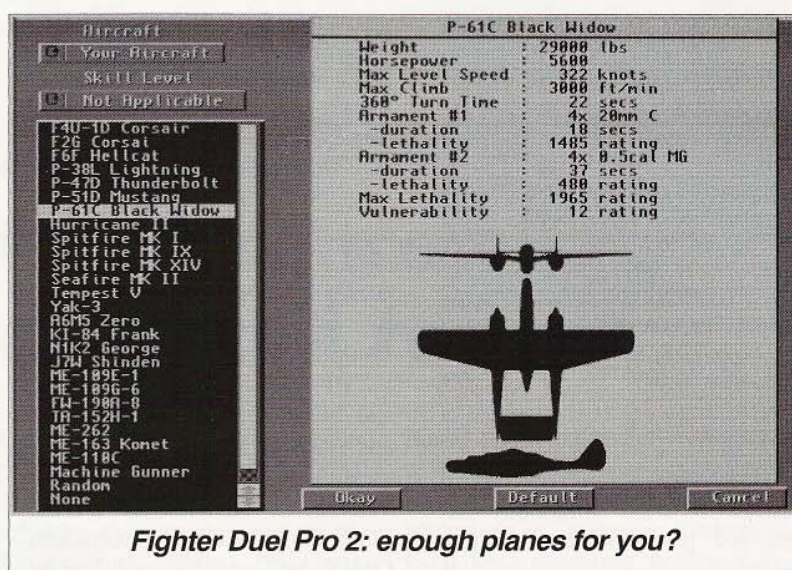 Aircraft
Your Aircraft
Skill Level
Not Applicable
F4U-1D Corsair
F2G Corsai
F6F Hellcat
P-38L Lightning
P-47D Thunderbolt
P-51D Mustang
P-61C Black Widow
Hurricane II
Spitfire MK I
Spitfire MK IX
Spitfire MK XIV
Seafire MK II
Tempest V
Yak-3
A6M5 Zero
KI-84 Frank
N1K2 George
J7W Shinden
ME-109E-1
ME-109G-6
FW-190A-8
TA-152H-1
ME-262
ME-163 Komet
ME-110C
Machine Gunner
Random
None
P-61C Black Widow
Weight : 29000 lbs
Horsepower : 5600
Max Level Speed : 322 knots
Max Climb : 3000 ft/min
360° Turn Time : 22 secs
Armament #1 : 4x 20mm C
-duration : 18 secs
-lethality : 1485 rating
Armament #2 : 4x 0.5cal MG
-duration : 37 secs
-lethality : 480 rating
Max Lethality : 1965 rating
Vulnerability : 12 rating
Okay
Default
Cancel
Fighter Duel Pro 2: enough planes for you?